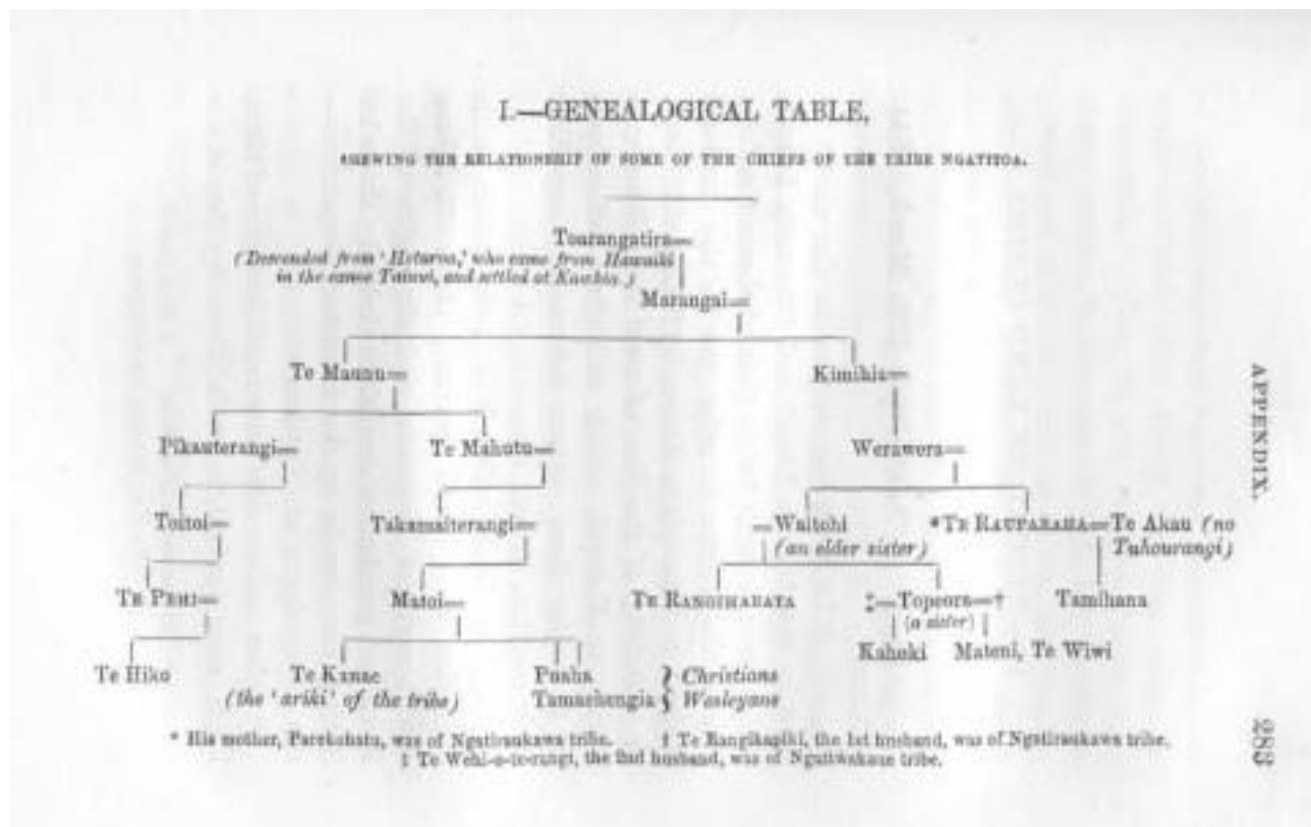 I.—GENEALOGICAL TABLE,
SHEWING THE RELATIONSHIP OF SOME OF THE CHIEFS OF THE TRIBE NGATITOA.
Toarangatira=
(Descended from 'Hoturoa,' who came from Hawaiki
in the canoe Tainui, and settled at Kawhia.)
Marangai=
Te Maunu= Kimihia=
Pikauterangi= Te Mahutu= Werawera=
Toitoi= Takamaiterangi= =Waitohi *TE RAUPARAHA=Te Akau (no
(an elder sister) Tuhourangi)
TE PEHI= Matoi= TE RANGIHAEATA ‡=Topeora=† Tamihana
(a sister)
Kahoki Mateni, Te Wiwi
Te Hiko Te Kanae Puaha } Christians
(the 'ariki' of the tribe) Tamaihengia { Wesleyans
* His mother, Parekohatu, was of Ngatiraukawa tribe. † Te Rangikapiki, the 1st husband, was of Ngatiraukawa tribe.
‡ Te Wehi-o-te-rangi, the 2nd husband, was of Ngatiwakaue tribe.
APPENDIX.
283